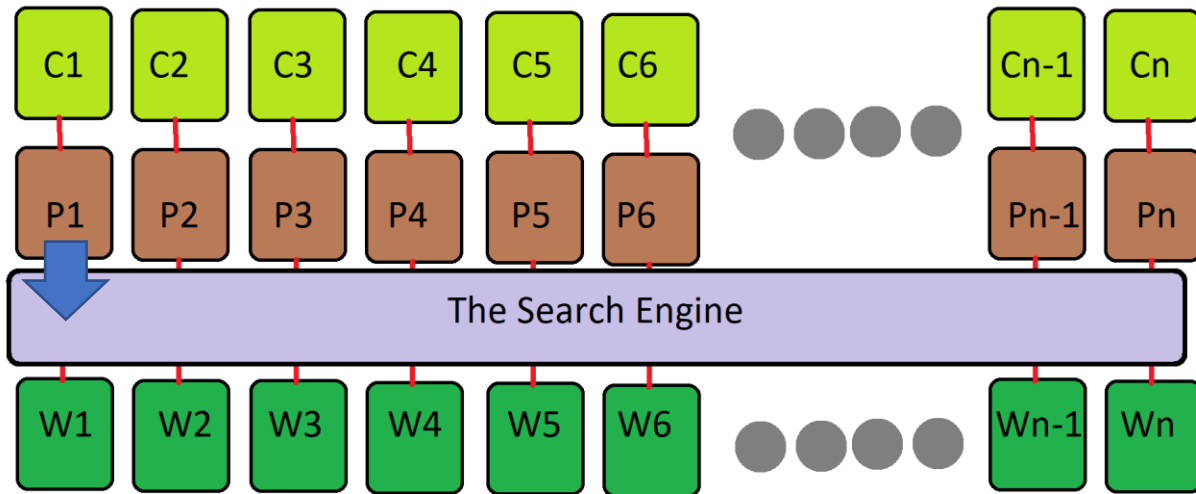 C1 C2 C3 C4 C5 C6 Cn-1 Cn
P1 P2 P3 P4 P5 P6 Pn-1 Pn
The Search Engine
W1 W2 W3 W4 W5 W6 Wn-1 Wn